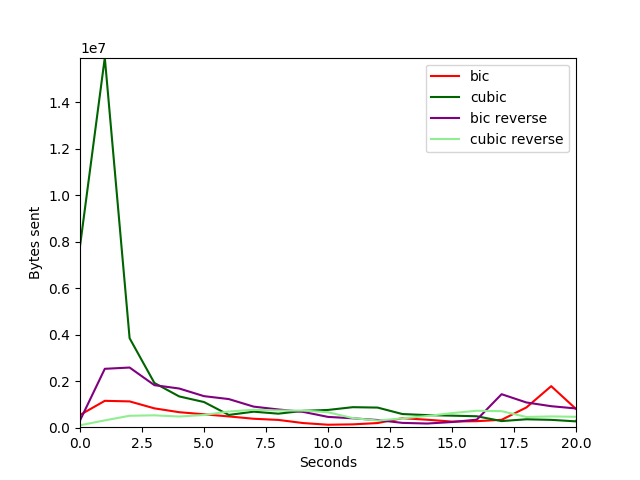 1e7
1.4
1.2
1.0
0.8
0.6
0.4
0.2
0.0
Bytes sent
0.0 2.5 5.0 7.5 10.0 12.5 15.0 17.5 20.0
Seconds
bic
cubic
bic reverse
cubic reverse